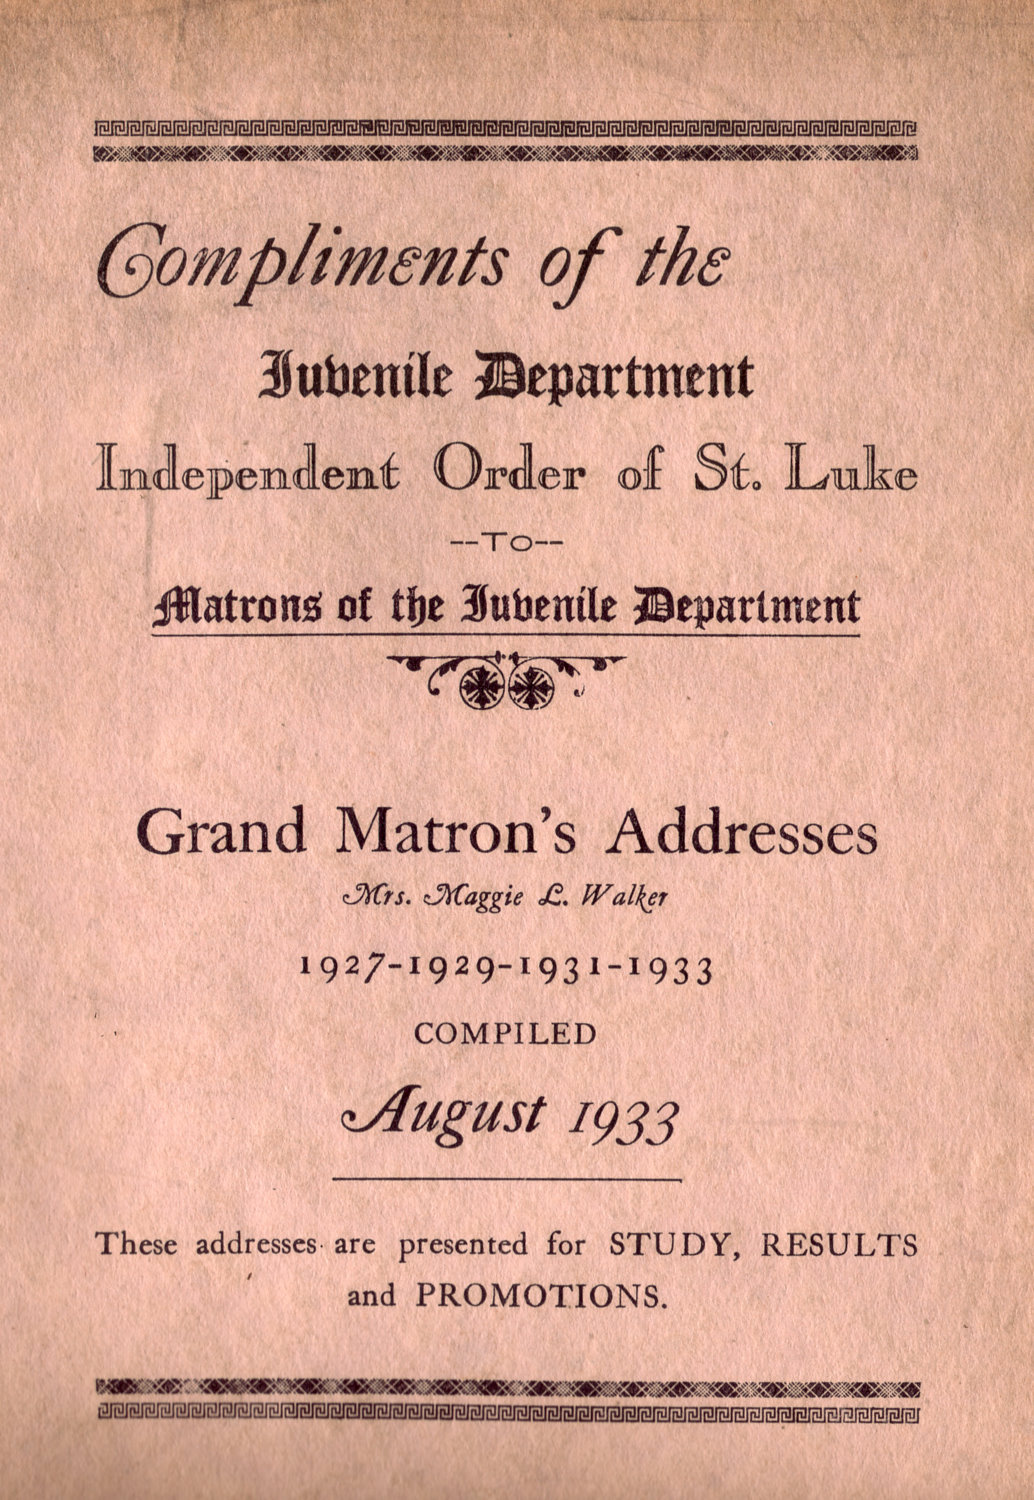 Compliments of the
Juvenile Department
Independent Order of St. Luke
--TO--
Matrons of the Juvenile Department
Grand Matron's Addresses
Mrs. Maggie L. Walker
1927-1929-1931-1933
COMPILED
August 1933
These addresses are presented for STUDY, RESULTS
and PROMOTIONS.